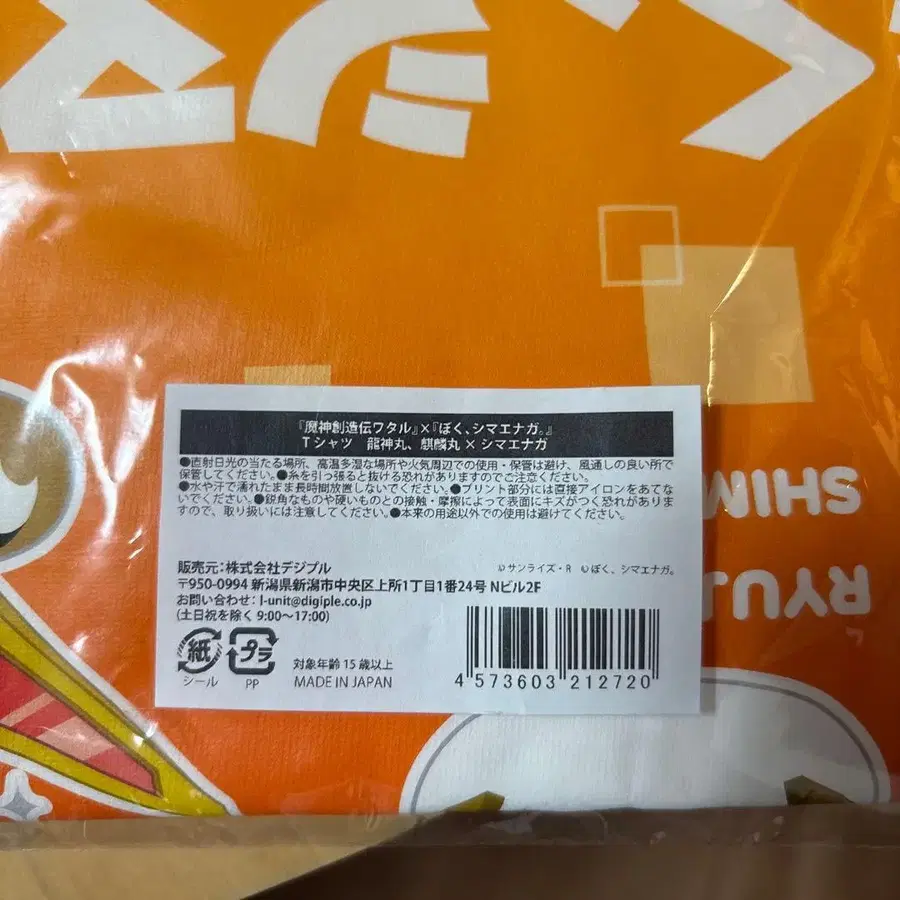 くシマ
『魔神創造伝ワタル』×『ぼく、シマエナガ。』
Tシャツ 龍神丸、麒麟丸×シマエナガ
●直射日光の当たる場所、高温多湿な場所や火気周辺での使用・保管は避け、風通しの良い所で
保管してください。●糸を引っ張ると抜ける恐れがありますのでご注意ください。
●水や汗で濡れたまま長時間放置しないでください。●プリント部分には直接アイロンをあてな
いでください。●鋭角なものや硬いものとの接触・摩擦によって表面にキズがつく恐れがありま
すので、取り扱いには注意してください。●本来の用途以外での使用は避けてください。
販売元：株式会社デジプル
©サンライズ・R ©ぼく、シマエナガ。
〒950-0994 新潟県新潟市中央区上所1丁目1番24号 Nビル2F
お問い合わせ：l-unit@digiple.co.jp
(土日祝を除く 9:00〜17:00)
紙
シール
プラ
PP
対象年齢 15歳以上
MADE IN JAPAN
4 573603 212720
RYUJ
SHIM